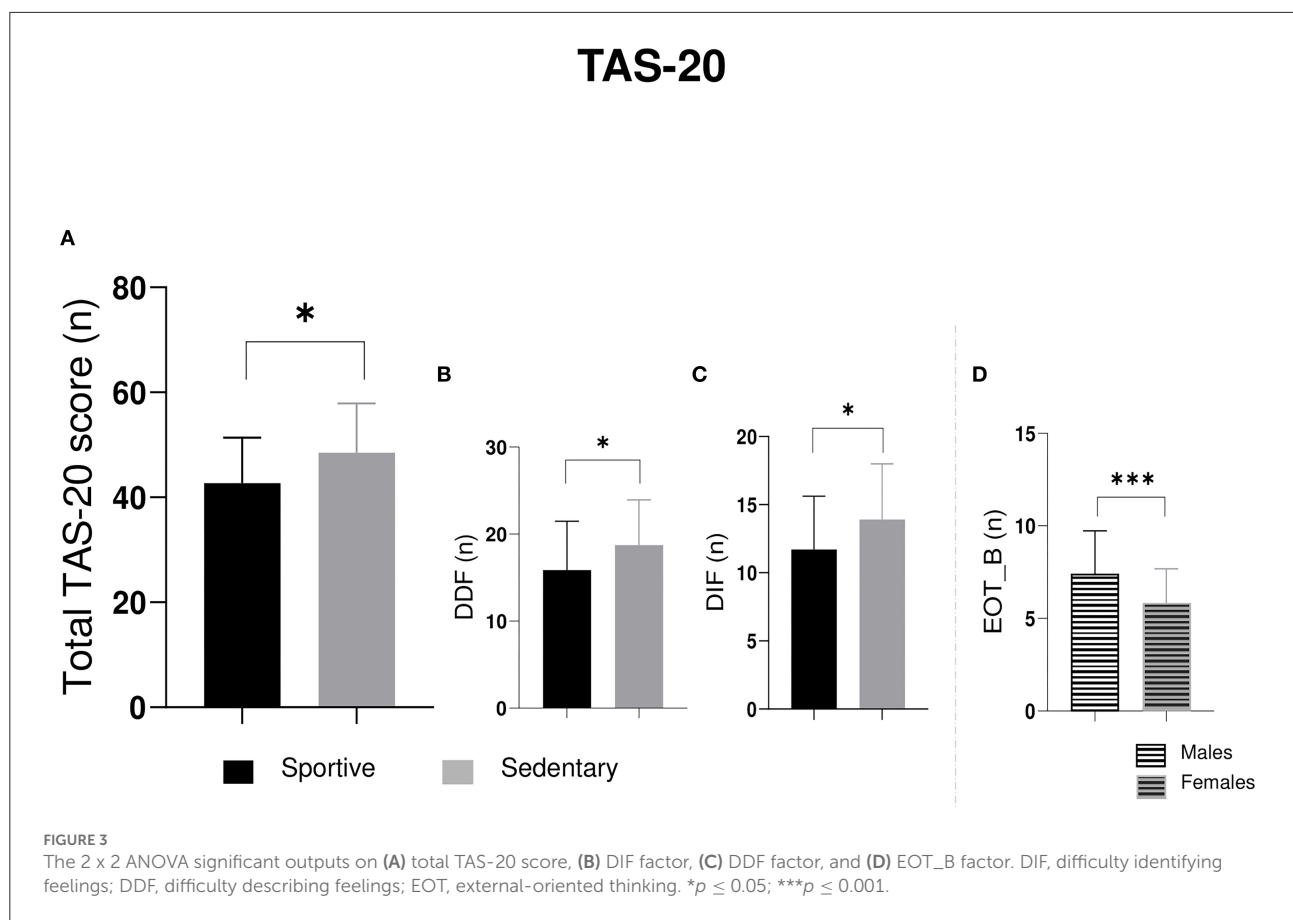 TAS-20
A
Total TAS-20 score (n)
80
60
40
20
0
*
B
DDF (n)
30
20
10
0
*
C
DIF (n)
20
15
10
5
0
*
D
EOT_B (n)
15
10
5
0
***
Sportive
Sedentary
Males
Females
FIGURE 3
The 2 x 2 ANOVA significant outputs on (A) total TAS-20 score, (B) DIF factor, (C) DDF factor, and (D) EOT_B factor. DIF, difficulty identifying
feelings; DDF, difficulty describing feelings; EOT, external-oriented thinking. *p ≤ 0.05; ***p ≤ 0.001.